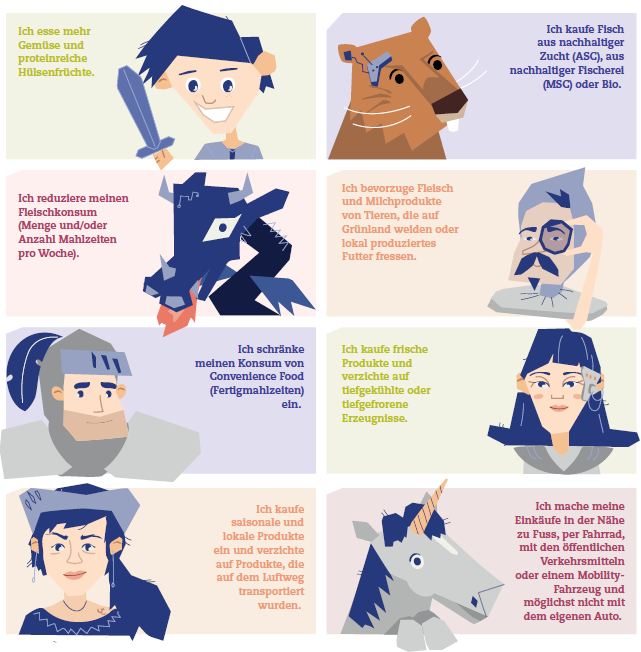 Ich esse mehr
Gemüse und
proteinreiche
Hülsenfrüchte.
Ich kaufe Fisch
aus nachhaltiger
Zucht (ASC), aus
nachhaltiger Fischerei
(MSC) oder Bio.
Ich reduziere meinen
Fleischkonsum
(Menge und/oder
Anzahl Mahlzeiten
pro Woche).
Ich bevorzuge Fleisch
und Milchprodukte
von Tieren, die auf
Grünland weiden oder
lokal produziertes
Futter fressen.
Ich schränke
meinen Konsum von
Convenience Food
(Fertigmahlzeiten)
ein.
Ich kaufe frische
Produkte und
verzichte auf
tiefgekühlte oder
tiefgefrorene
Erzeugnisse.
Ich kaufe
saisonale und
lokale Produkte
ein und verzichte
auf Produkte, die
auf dem Luftweg
transportiert
wurden.
Ich mache meine
Einkäufe in der Nähe
zu Fuss, per Fahrrad,
mit den öffentlichen
Verkehrsmitteln
oder einem Mobility-
Fahrzeug und
möglichst nicht mit
dem eigenen Auto.